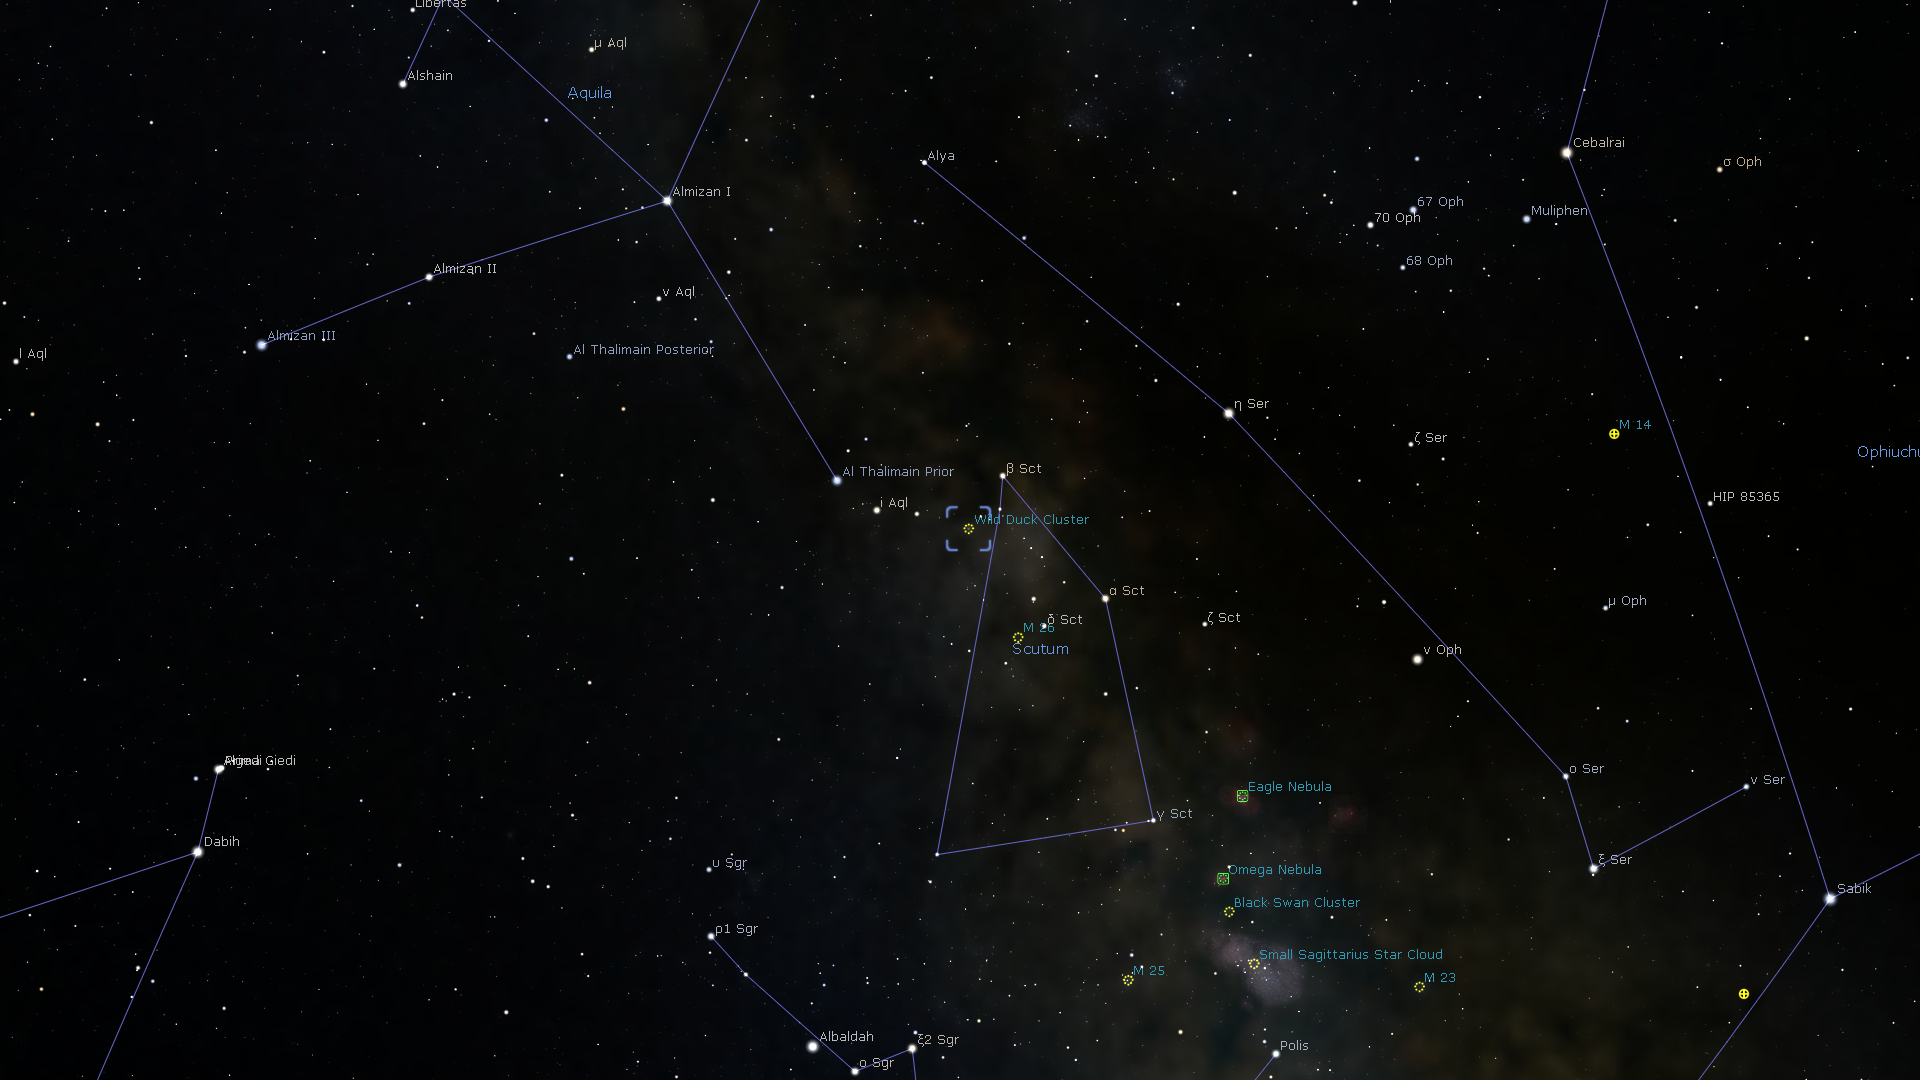 Libertas
μ Aql
Alshain
Aquila
Cebalrai
Alya
σ Oph
Almizan I
67 Oph
Muliphen
70 Oph
68 Oph
Almizan II
ν Aql
Almizan III
Al Thalimain Posterior
l Aql
η Ser
M 14
ζ Ser
Ophiuchu
β Sct
Al Thalimain Prior
HIP 85365
i Aql
Wild Duck Cluster
α Sct
μ Oph
ζ Sct
δ Sct
M 26
Scutum
ν Oph
Giedi
ο Ser
ν Ser
Eagle Nebula
γ Sct
Dabih
υ Sgr
ξ Ser
Omega Nebula
Sabik
Black Swan Cluster
ρ1 Sgr
Small Sagittarius Star Cloud
M 25
M 23
Albaldah
ξ2 Sgr
Polis
ο Sgr